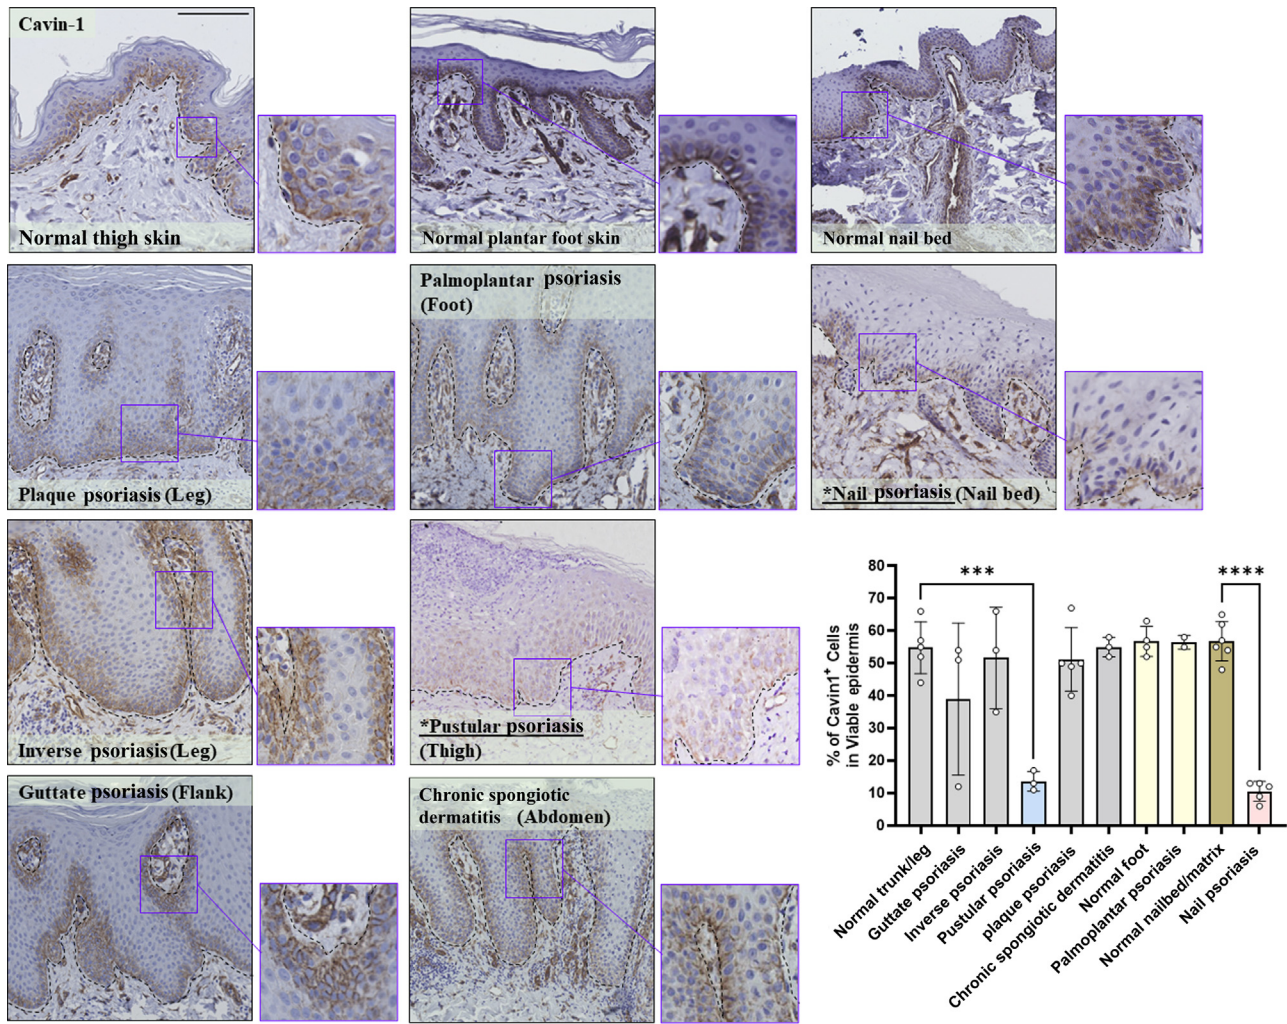 Cavin-1
Normal thigh skin
Normal plantar foot skin
Normal nail bed
Plaque psoriasis (Leg)
Palmoplantar psoriasis
(Foot)
*Nail psoriasis (Nail bed)
Inverse psoriasis (Leg)
*Pustular psoriasis
(Thigh)
Guttate psoriasis (Flank)
Chronic spongiotic
dermatitis (Abdomen)
% of Cavin1+ Cells
in Viable epidermis
80
70
60
50
40
30
20
10
0
***
****
Normal trunk/leg
Guttate psoriasis
Inverse psoriasis
Pustular psoriasis
plaque psoriasis
Chronic spongiotic dermatitis
Normal foot
Palmoplantar psoriasis
Normal nailbed/matrix
Nail psoriasis